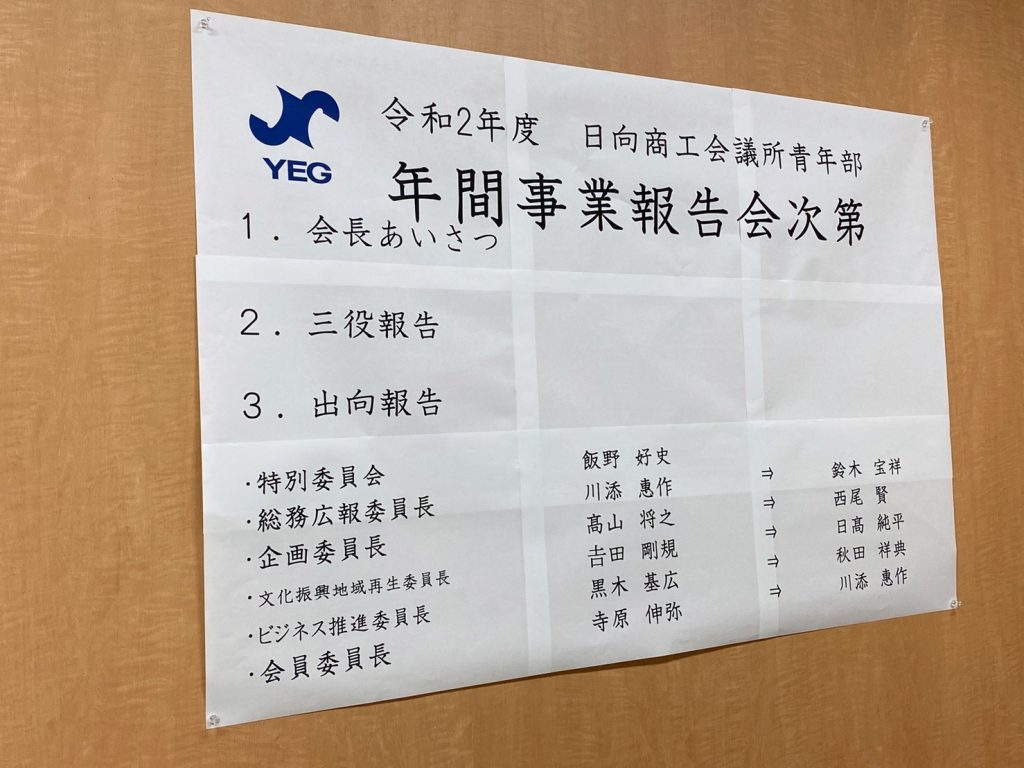 YEG
令和2年度　日向商工会議所青年部
年間事業報告会次第
1．会長あいさつ
2．三役報告
3．出向報告
・特別委員会　飯野 好史
・総務広報委員長　川添 惠作　⇒　鈴木 宝祥
・企画委員長　髙山 将之　⇒　西尾 賢
・文化振興地域再生委員長　𠮷田 剛規　⇒　日髙 純平
・ビジネス推進委員長　黒木 基広　⇒　秋田 祥典
・会員委員長　寺原 伸弥　⇒　川添 惠作